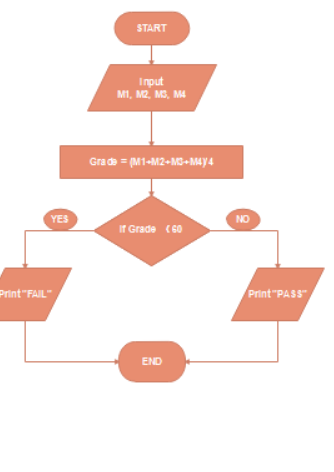 START
Input
M1, M2, M3, M4
Grade = (M1+M2+M3+M4)/4
If Grade < 60
YES
NO
Print "FAIL"
Print "PASS"
END